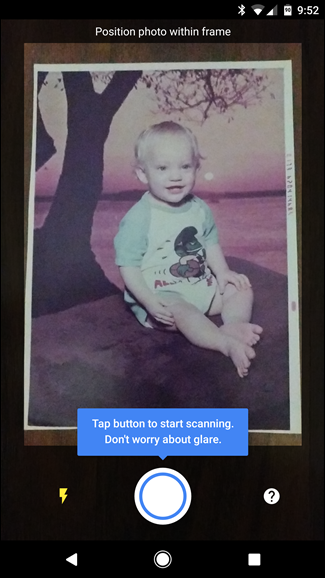 9:52
Position photo within frame
Tap button to start scanning.
Don't worry about glare.
?